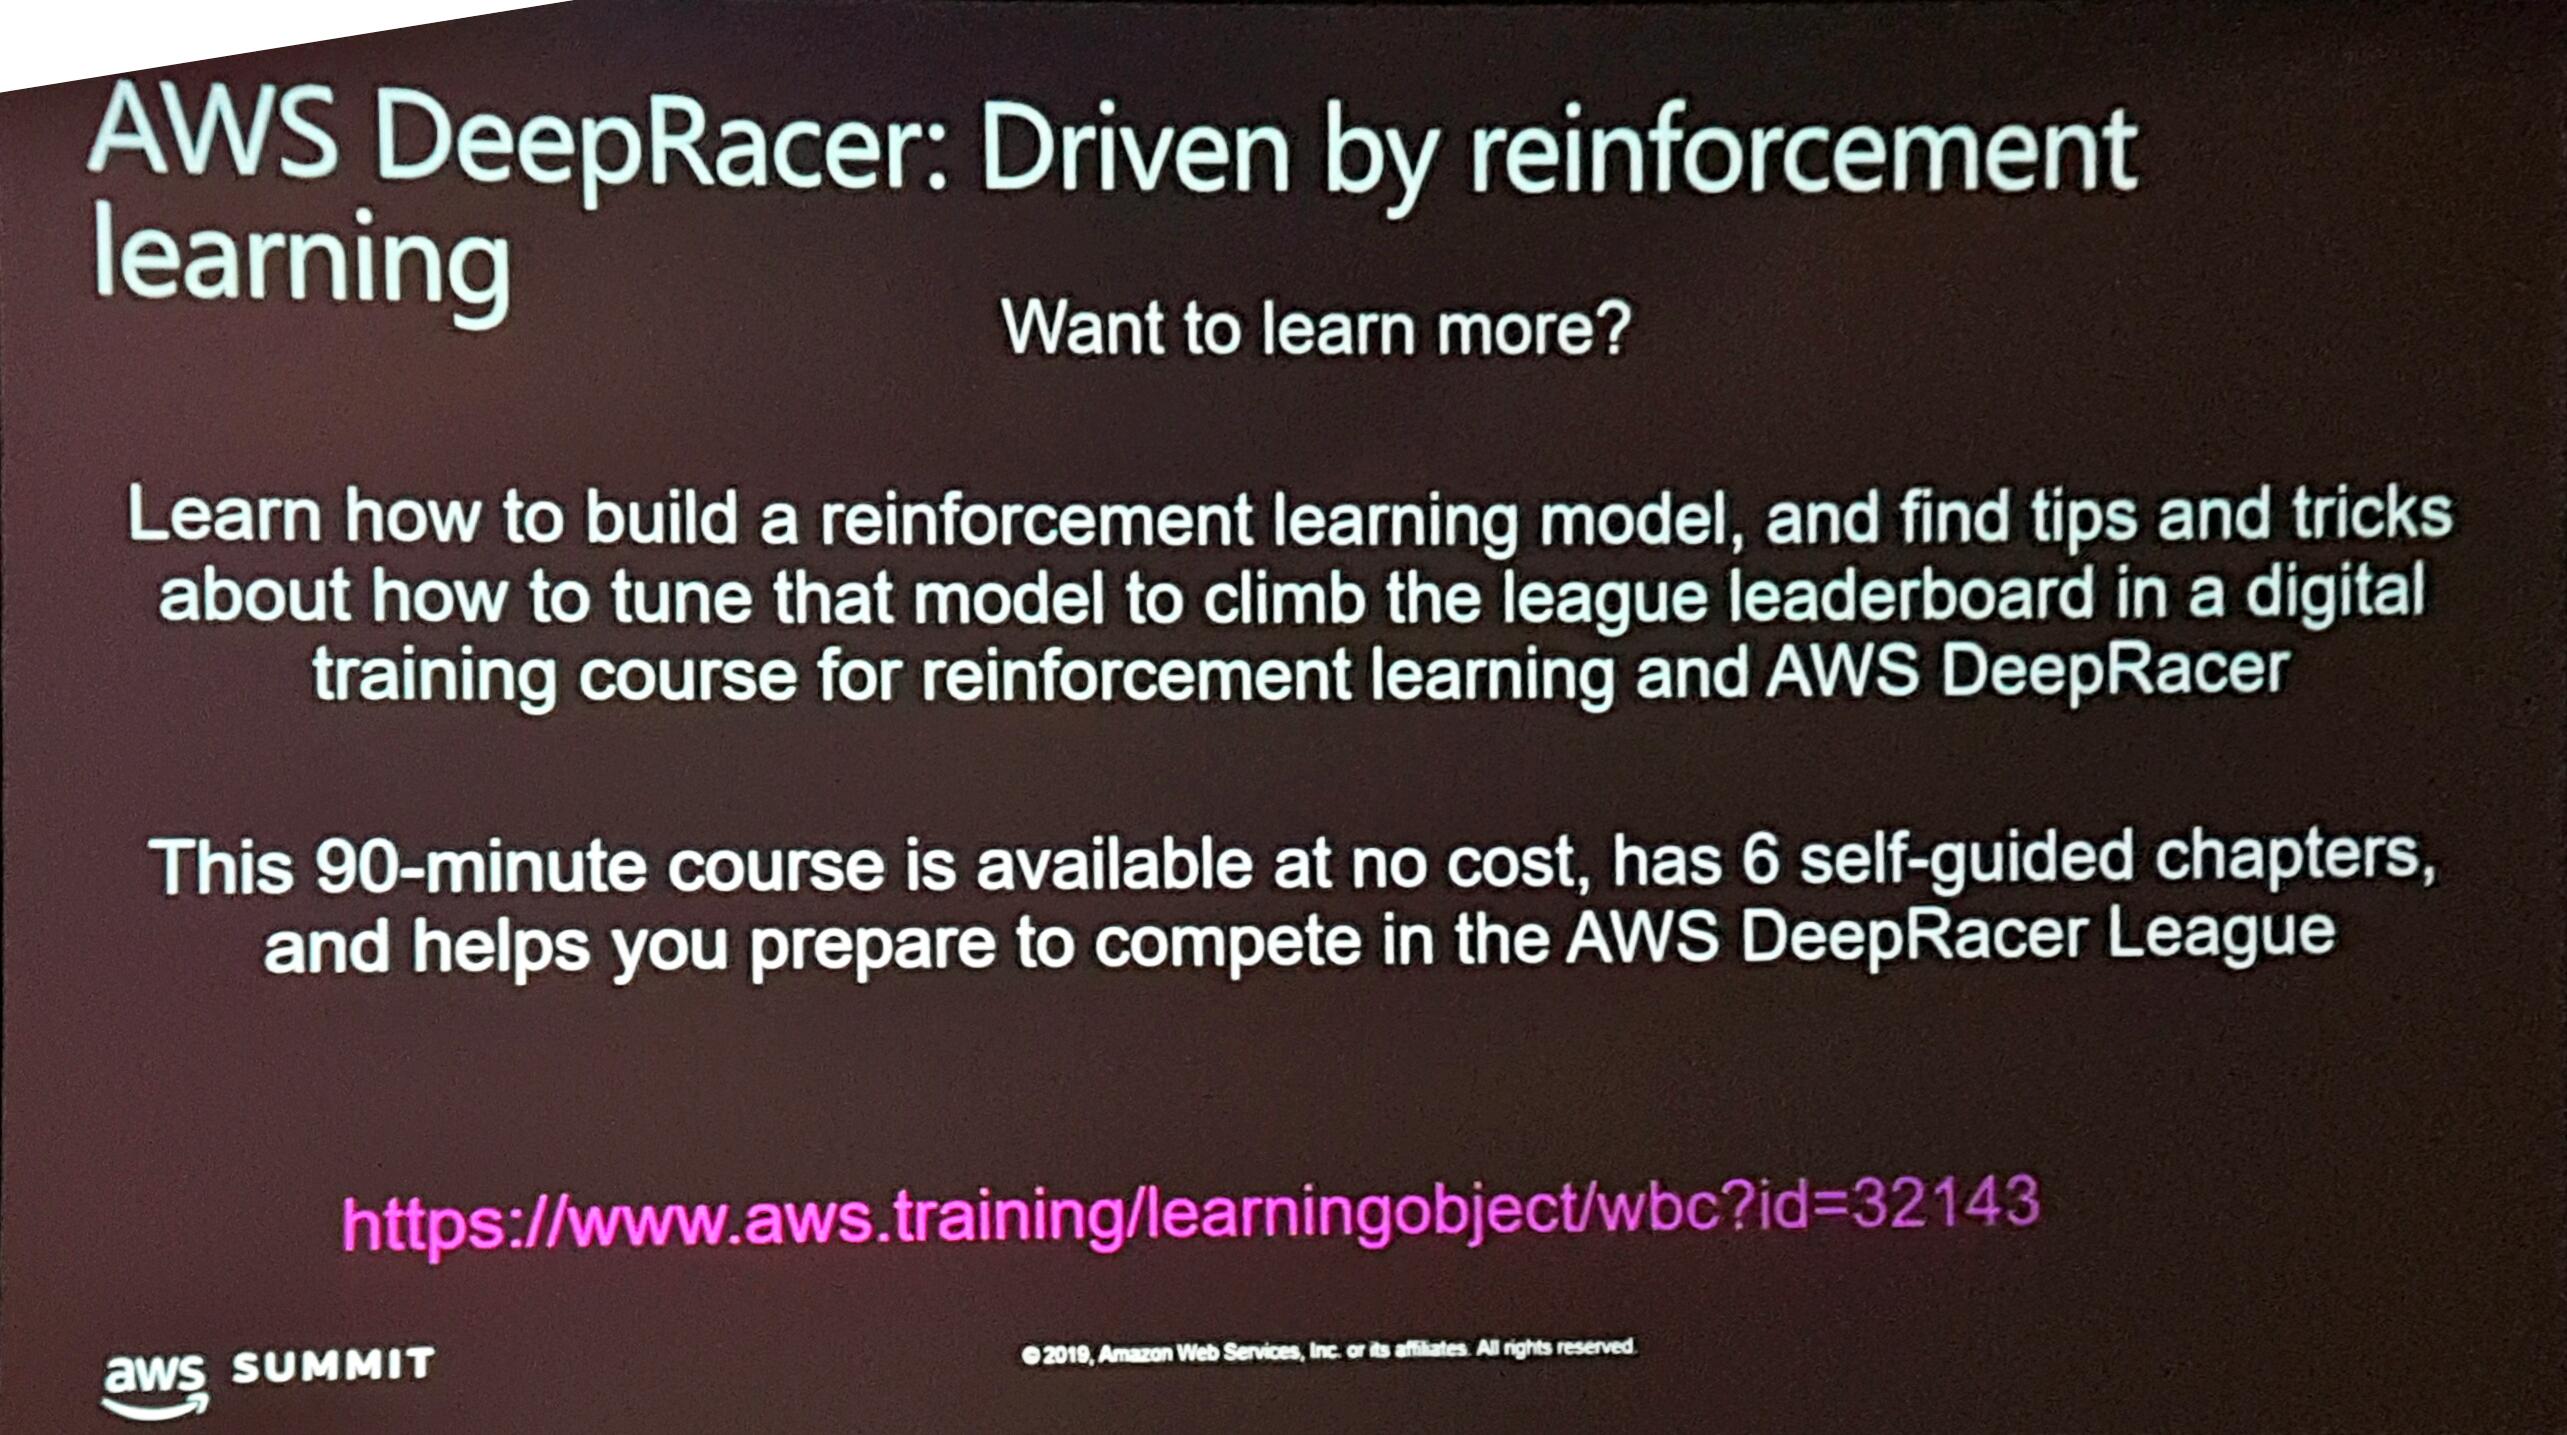 AWS DeepRacer: Driven by reinforcement
learning
Want to learn more?
Learn how to build a reinforcement learning model, and find tips and tricks
about how to tune that model to climb the league leaderboard in a digital
training course for reinforcement learning and AWS DeepRacer
This 90-minute course is available at no cost, has 6 self-guided chapters,
and helps you prepare to compete in the AWS DeepRacer League
https://www.aws.training/learningobject/wbc?id=32143
aws SUMMIT
© 2019, Amazon Web Services, Inc. or its affiliates. All rights reserved.